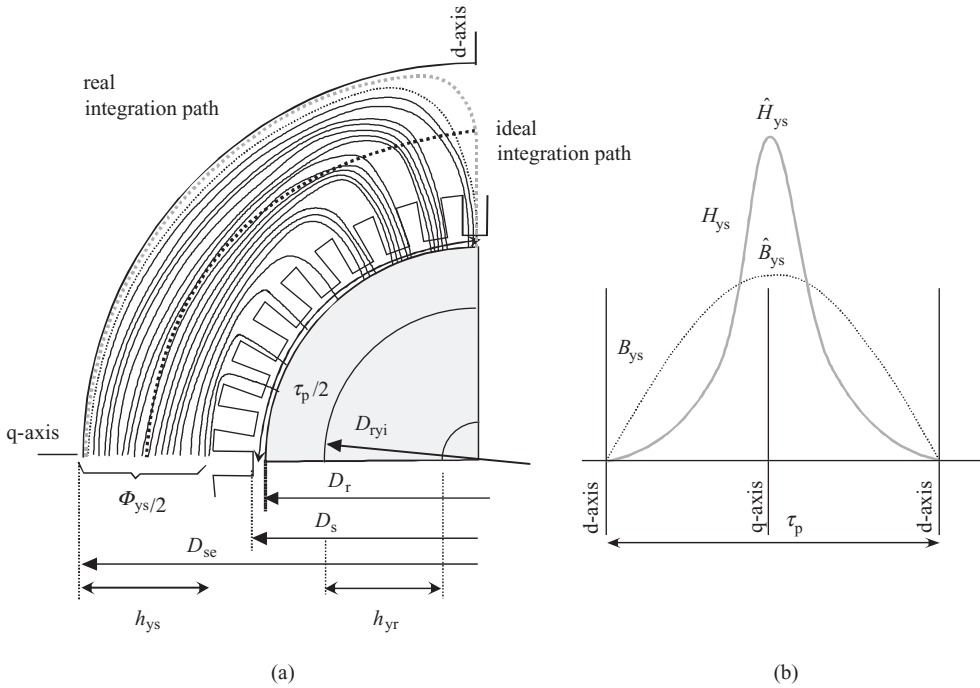 d-axis
real
integration path
ideal
integration path
τp/2
Dryi
q-axis
Φys/2
Dr
Ds
Dse
hys
hyr
(a)
Ĥys
Hys
B̂ys
Bys
d-axis
q-axis
τp
d-axis
(b)